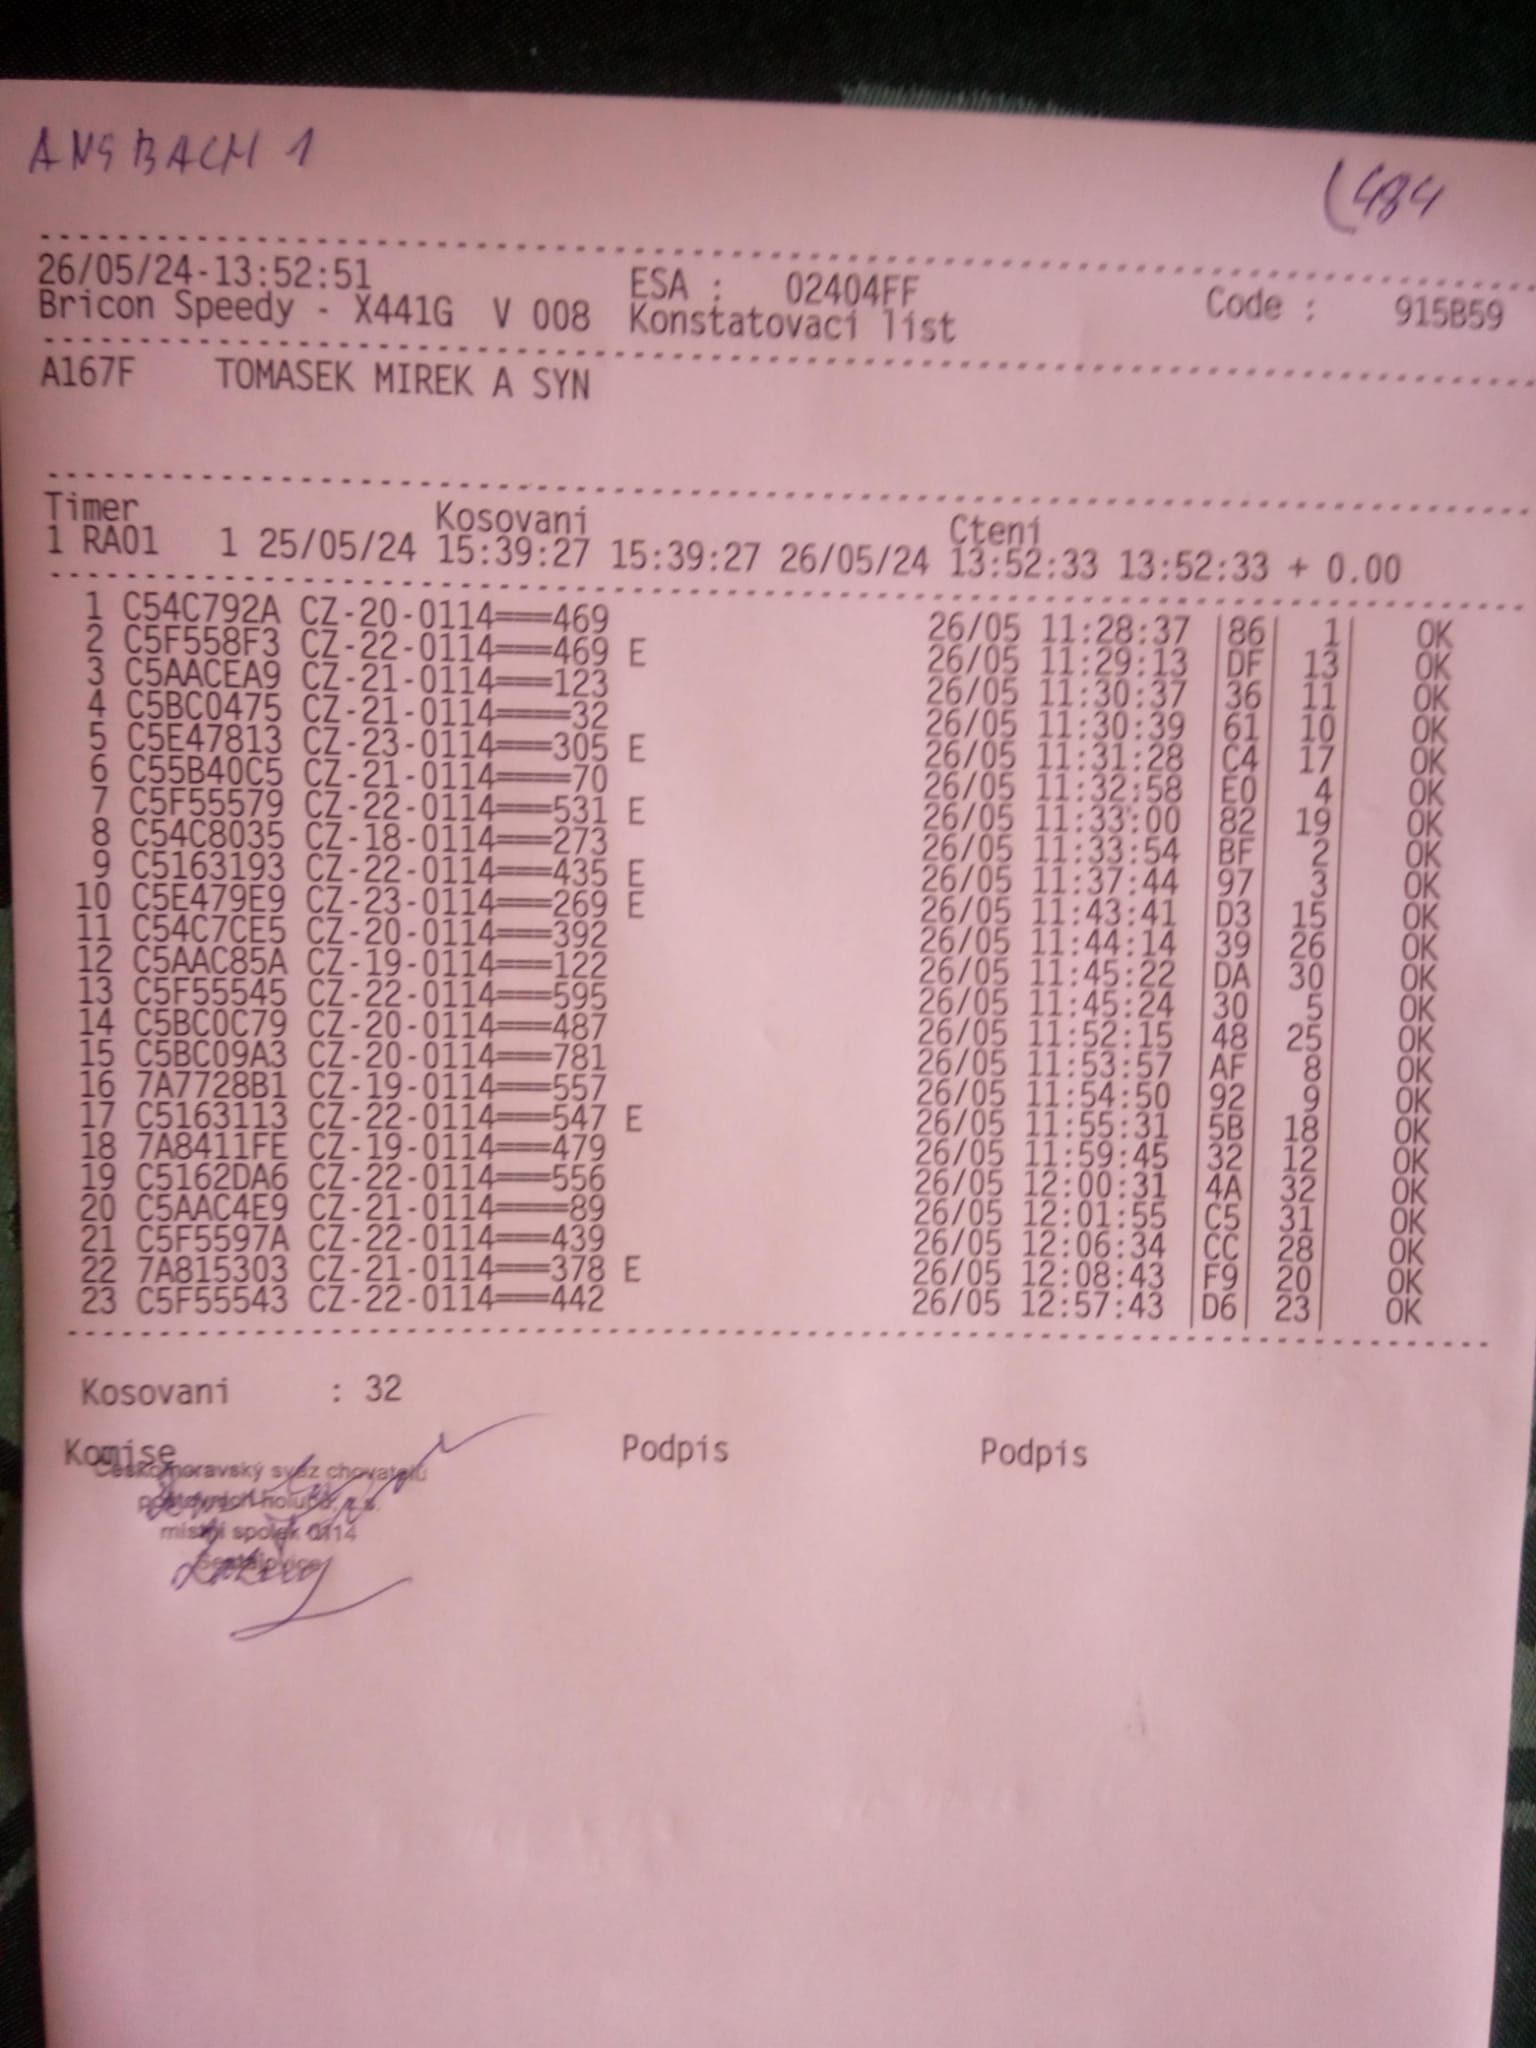 ANSBACH 1
484
26/05/24-13:52:51 ESA : 02404FF Code : 915B59
Bricon Speedy - X441G V 008 Konstatovaci list
A167F TOMASEK MIREK A SYN
Timer Kosovani Cteni
1 RA01 1 25/05/24 15:39:27 15:39:27 26/05/24 13:52:33 13:52:33 + 0.00
1 C54C792A CZ-20-0114===469 26/05 11:28:37 |86| 1| OK
2 C5F558F3 CZ-22-0114===469 E 26/05 11:29:13 |DF| 13| OK
3 C5AACEA9 CZ-21-0114===123 26/05 11:30:37 |36| 11| OK
4 C5BC0475 CZ-21-0114====32 26/05 11:30:39 |61| 10| OK
5 C5E47813 CZ-23-0114===305 E 26/05 11:31:28 |C4| 17| OK
6 C55B40C5 CZ-21-0114====70 26/05 11:32:58 |E0| 4| OK
7 C5F55579 CZ-22-0114===531 E 26/05 11:33:00 |82| 19| OK
8 C54C8035 CZ-18-0114===273 26/05 11:33:54 |BF| 2| OK
9 C5163193 CZ-22-0114===435 E 26/05 11:37:44 |97| 3| OK
10 C5E479E9 CZ-23-0114===269 E 26/05 11:43:41 |D3| 15| OK
11 C54C7CE5 CZ-20-0114===392 26/05 11:44:14 |39| 26| OK
12 C5AAC85A CZ-19-0114===122 26/05 11:45:22 |DA| 30| OK
13 C5F55545 CZ-22-0114===595 26/05 11:45:24 |30| 5| OK
14 C5BC0C79 CZ-20-0114===487 26/05 11:52:15 |48| 25| OK
15 C5BC09A3 CZ-20-0114===781 26/05 11:53:57 |AF| 8| OK
16 7A7728B1 CZ-19-0114===557 26/05 11:54:50 |92| 9| OK
17 C5163113 CZ-22-0114===547 E 26/05 11:55:31 |5B| 18| OK
18 7A8411FE CZ-19-0114===479 26/05 11:59:45 |32| 12| OK
19 C5162DA6 CZ-22-0114===556 26/05 12:00:31 |4A| 32| OK
20 C5AAC4E9 CZ-21-0114====89 26/05 12:01:55 |C5| 31| OK
21 C5F5597A CZ-22-0114===439 26/05 12:06:34 |CC| 28| OK
22 7A815303 CZ-21-0114===378 E 26/05 12:08:43 |F9| 20| OK
23 C5F55543 CZ-22-0114===442 26/05 12:57:43 |D6| 23| OK
Kosovani : 32
Komise Podpis Podpis
Českomoravský svaz chovatelů
poštovních holubů, z.s.
místní spolek 0114